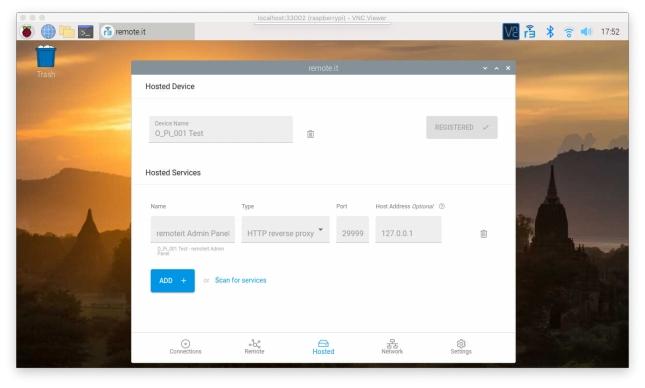 localhost:33002 (raspberrypi) - VNC Viewer
remote.it
17:52
Trash
remote.it
Hosted Device
Device Name
O_Pi_001 Test
REGISTERED
Hosted Services
Name Type Port Host Address Optional
remoteit Admin Panel HTTP reverse proxy 29999 127.0.0.1
O_Pi_001 Test - remoteit Admin
Panel
ADD + or Scan for services
Connections Remote Hosted Network Settings